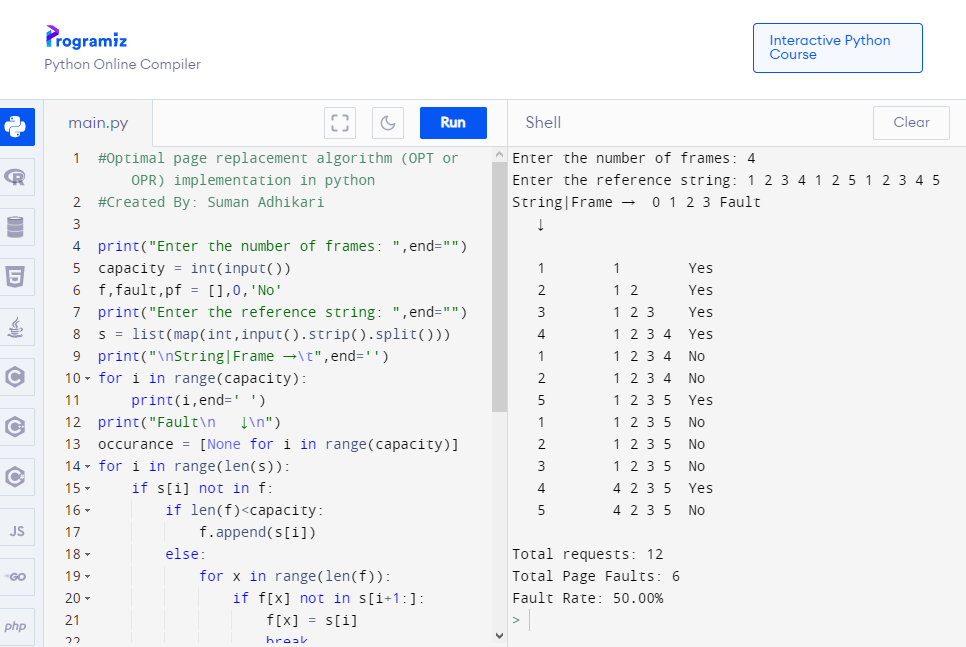 Programiz
Python Online Compiler
Interactive Python
Course
main.py
Run
Shell
Clear
1 #Optimal page replacement algorithm (OPT or
OPR) implementation in python
2 #Created By: Suman Adhikari
3
4 print("Enter the number of frames: ",end="")
5 capacity = int(input())
6 f,fault,pf = [],0,'No'
7 print("Enter the reference string: ",end="")
8 s = list(map(int,input().strip().split()))
9 print("\nString|Frame →\t",end='')
10 for i in range(capacity):
11 print(i,end=' ')
12 print("Fault\n   ↓\n")
13 occurance = [None for i in range(capacity)]
14 for i in range(len(s)):
15 if s[i] not in f:
16 if len(f)<capacity:
17 f.append(s[i])
18 else:
19 for x in range(len(f)):
20 if f[x] not in s[i+1:]:
21 f[x] = s[i]
22 break
Enter the number of frames: 4
Enter the reference string: 1 2 3 4 1 2 5 1 2 3 4 5
String|Frame → 0 1 2 3 Fault
↓
1 1 Yes
2 1 2 Yes
3 1 2 3 Yes
4 1 2 3 4 Yes
1 1 2 3 4 No
2 1 2 3 4 No
5 1 2 3 5 Yes
1 1 2 3 5 No
2 1 2 3 5 No
3 1 2 3 5 No
4 4 2 3 5 Yes
5 4 2 3 5 No
Total requests: 12
Total Page Faults: 6
Fault Rate: 50.00%
>
R
5
C
C
C
JS
GO
php